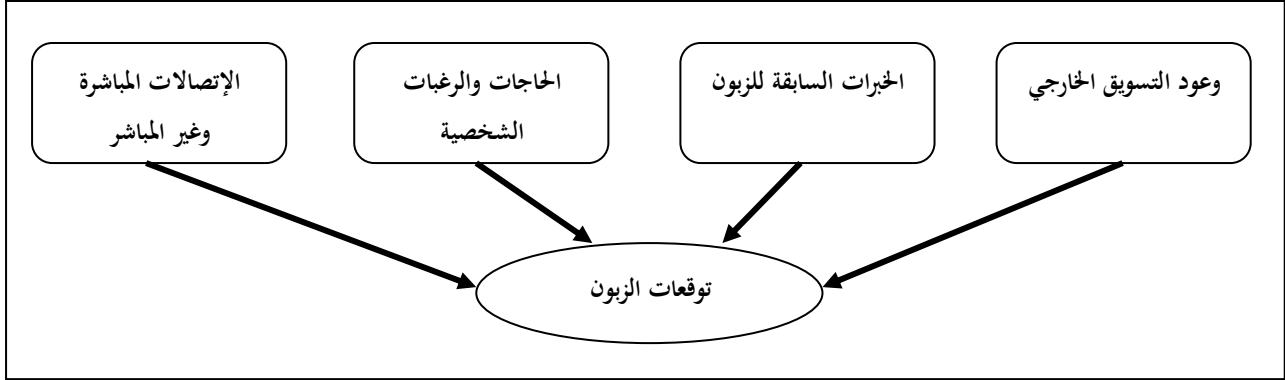 وعود التسويق الخارجي
الخبرات السابقة للزبون
الحاجات والرغبات
الشخصية
الإتصالات المباشرة
وغير المباشر
توقعات الزبون